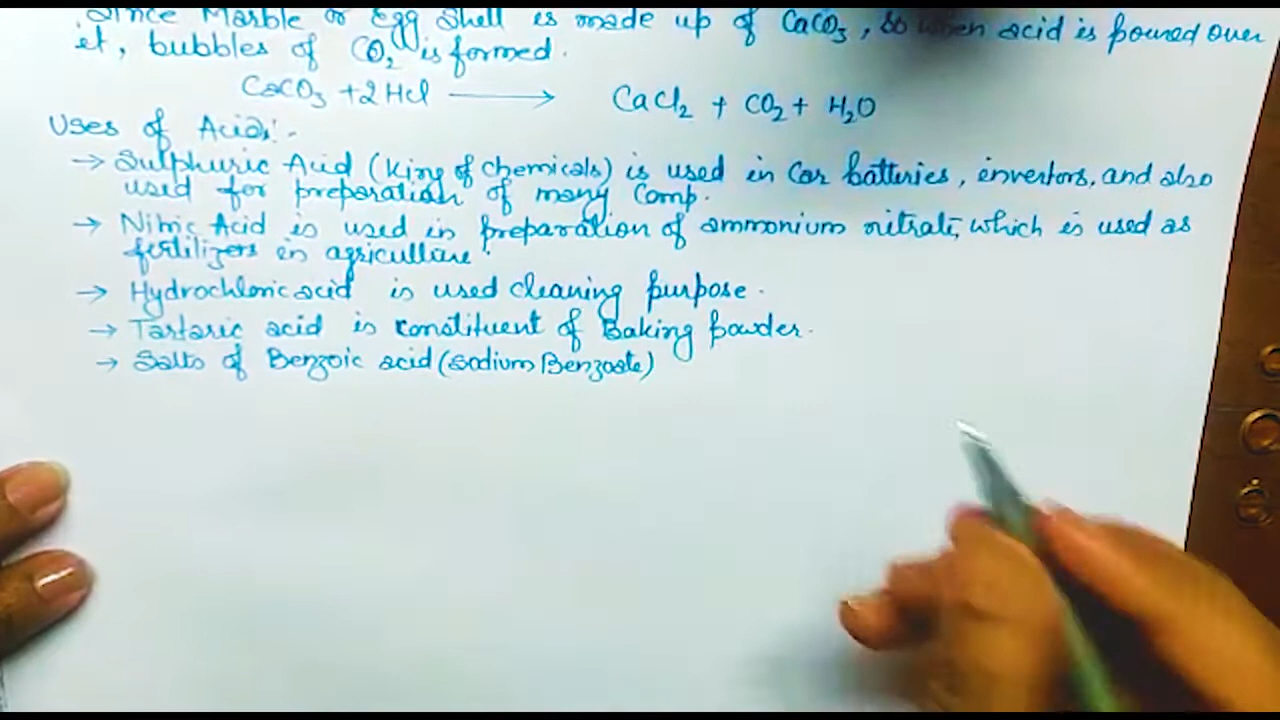 Since Marble or Egg Shell is made up of CaCO₃, so when acid is poured over
it, bubbles of CO₂ is formed.
CaCO₃ + 2HCl ⟶ CaCl₂ + CO₂ + H₂O
Uses of Acids:-
→ Sulphuric Acid (King of chemicals) is used in Car batteries, invertors, and also
used for preparation of many Comp.
→ Nitric Acid is used in preparation of ammonium nitrate, which is used as
fertilizers in agriculture.
→ Hydrochloric acid is used cleaning purpose.
→ Tartaric acid is constituent of Baking powder.
→ Salts of Benzoic acid (Sodium Benzoate)